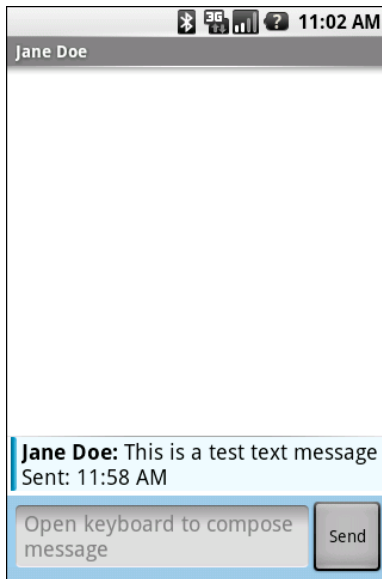 3G 11:02 AM
Jane Doe
Jane Doe: This is a test text message
Sent: 11:58 AM
Open keyboard to compose
message
Send